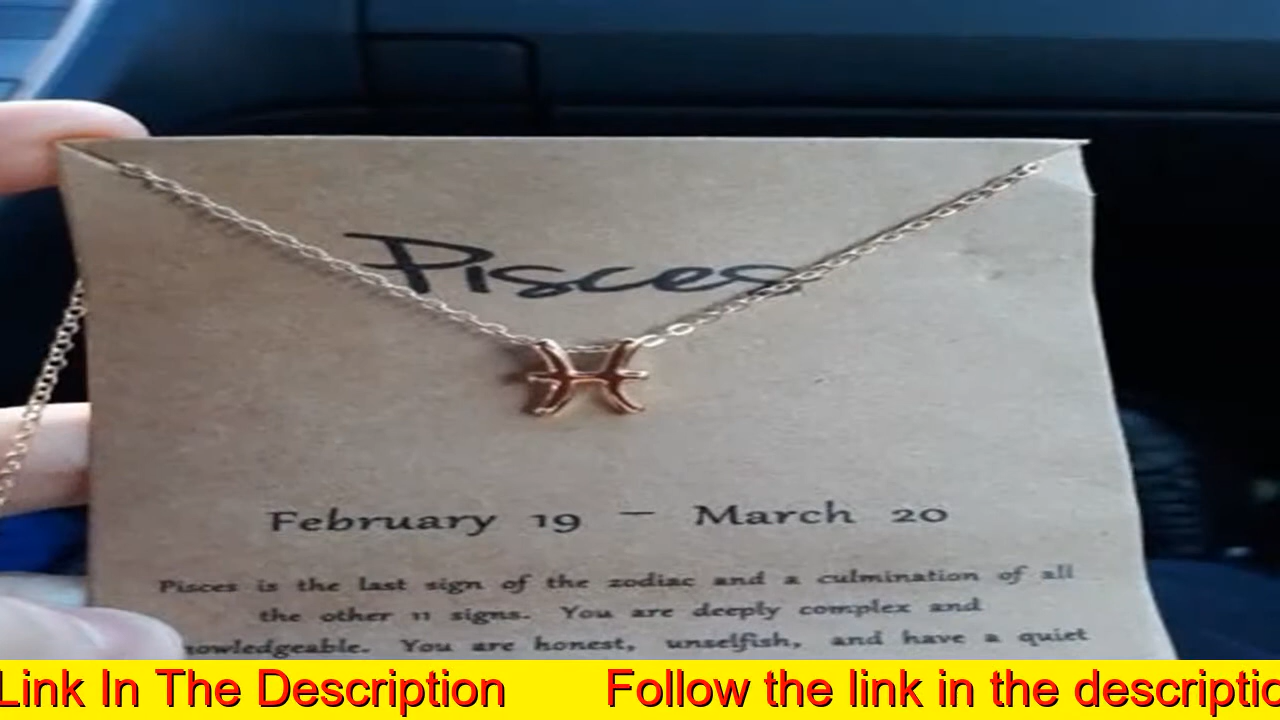 Pisces
February 19 — March 20
Pisces is the last sign of the zodiac and a culmination of all
the other 11 signs. You are deeply complex and
nowledgeable. You are honest, unselfish, and have a quiet
Link In The Description Follow the link in the descriptio